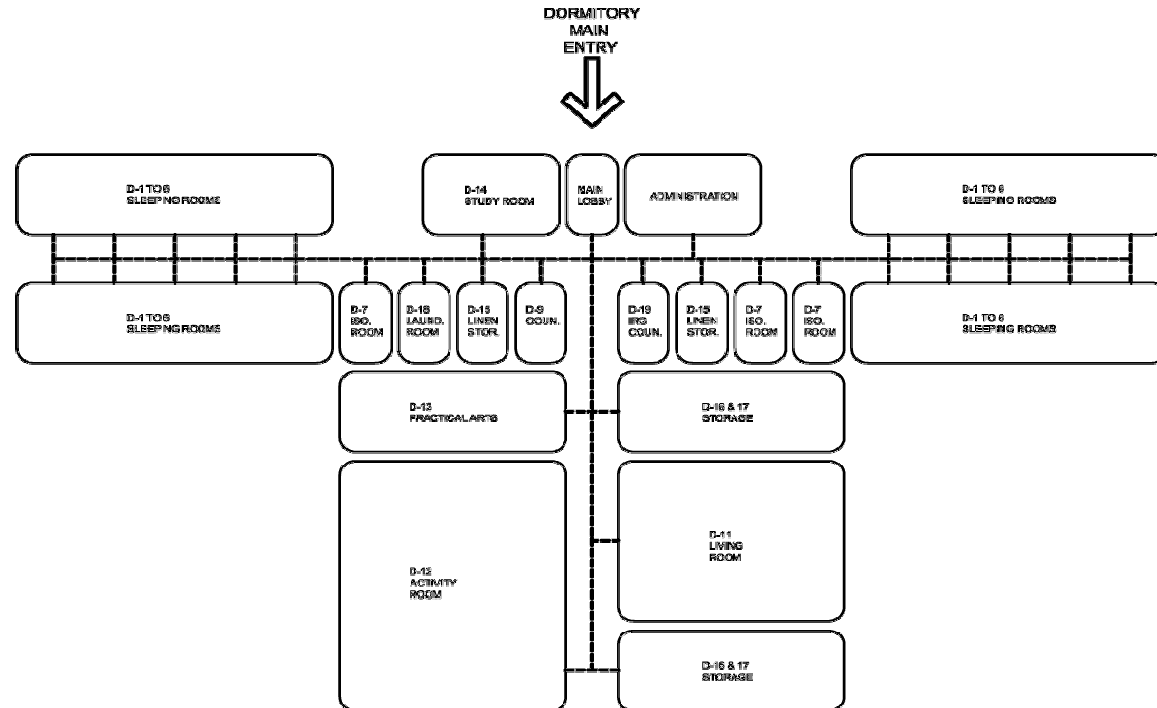 DORMITORY
MAIN
ENTRY
D-1 TO 6
SLEEPING ROOMS
D-14
STUDY ROOM
MAIN
LOBBY
ADMINISTRATION
D-1 TO 6
SLEEPING ROOMS
D-1 TO 6
SLEEPING ROOMS
D-7
ISO.
ROOM
D-18
LAUND.
ROOM
D-15
LINEN
STOR.
D-9
COUN.
D-19
IRG
COUN.
D-15
LINEN
STOR.
D-7
ISO.
ROOM
D-7
ISO.
ROOM
D-1 TO 6
SLEEPING ROOMS
D-13
PRACTICAL ARTS
D-16 & 17
STORAGE
D-12
ACTIVITY
ROOM
D-11
LIVING
ROOM
D-16 & 17
STORAGE